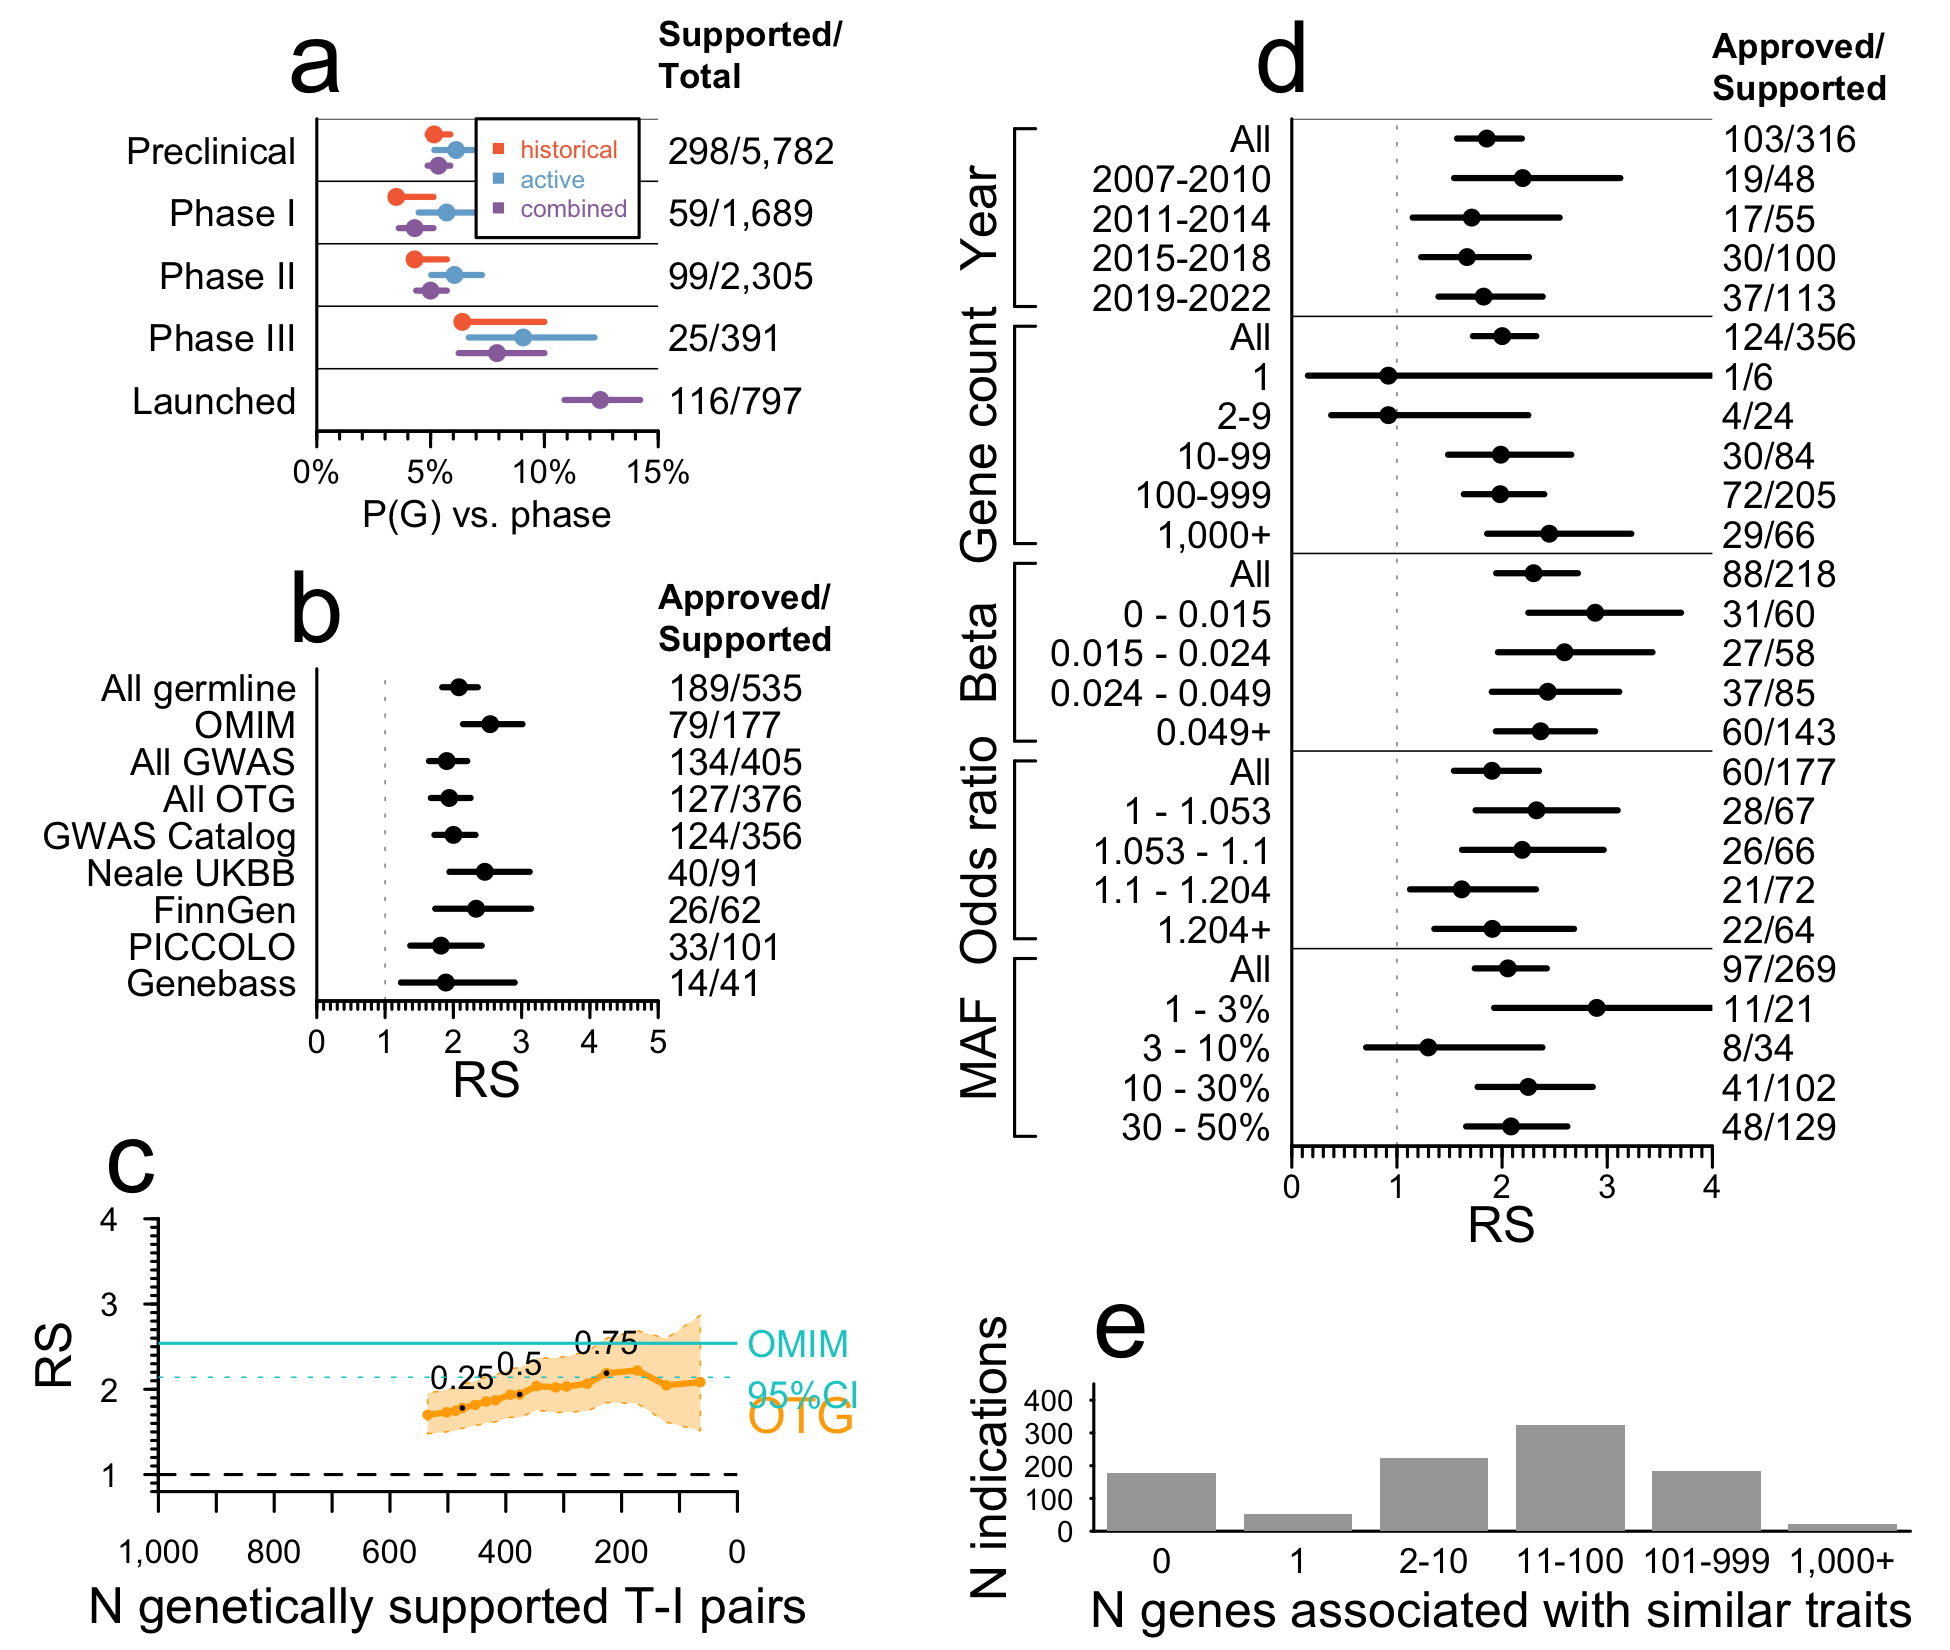 a
Supported/
Total
Preclinical 298/5,782
Phase I 59/1,689
Phase II 99/2,305
Phase III 25/391
Launched 116/797
historical
active
combined
0% 5% 10% 15%
P(G) vs. phase
b
Approved/
Supported
All germline 189/535
OMIM 79/177
All GWAS 134/405
All OTG 127/376
GWAS Catalog 124/356
Neale UKBB 40/91
FinnGen 26/62
PICCOLO 33/101
Genebass 14/41
0 1 2 3 4 5
RS
c
4
3
2
1
RS
0.25 0.5 0.75
OMIM
95%CI
OTG
1,000 800 600 400 200 0
N genetically supported T-I pairs
d
Approved/
Supported
Year
All 103/316
2007-2010 19/48
2011-2014 17/55
2015-2018 30/100
2019-2022 37/113
Gene count
All 124/356
1 1/6
2-9 4/24
10-99 30/84
100-999 72/205
1,000+ 29/66
Beta
All 88/218
0 - 0.015 31/60
0.015 - 0.024 27/58
0.024 - 0.049 37/85
0.049+ 60/143
Odds ratio
All 60/177
1 - 1.053 28/67
1.053 - 1.1 26/66
1.1 - 1.204 21/72
1.204+ 22/64
MAF
All 97/269
1 - 3% 11/21
3 - 10% 8/34
10 - 30% 41/102
30 - 50% 48/129
0 1 2 3 4
RS
e
N indications
400
300
200
100
0
0 1 2-10 11-100 101-999 1,000+
N genes associated with similar traits